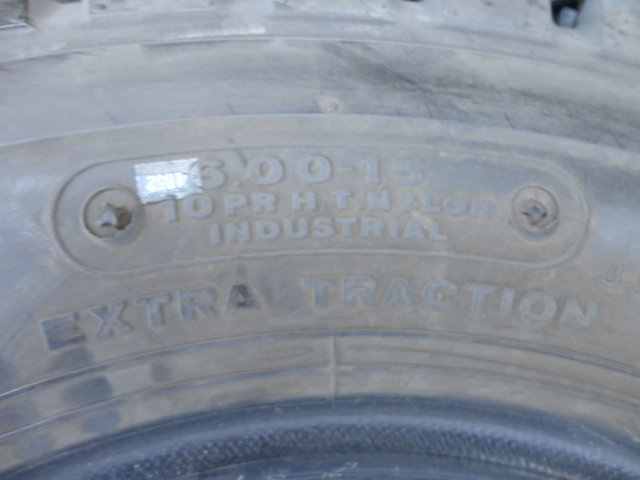 6.00-15
10 PR H.T. NYLON
INDUSTRIAL
EXTRA TRACTION